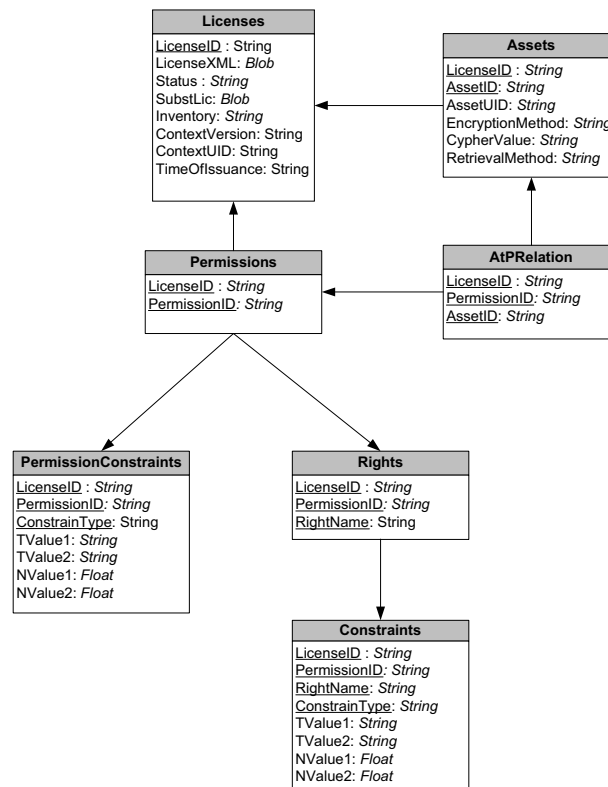 Licenses
LicenseID : String
LicenseXML: Blob
Status : String
SubstLic: Blob
Inventory: String
ContextVersion: String
ContextUID: String
TimeOfIssuance: String
Assets
LicenseID : String
AssetID: String
AssetUID: String
EncryptionMethod: String
CypherValue: String
RetrievalMethod: String
Permissions
LicenseID : String
PermissionID: String
AtPRelation
LicenseID : String
PermissionID: String
AssetID: String
PermissionConstraints
LicenseID : String
PermissionID: String
ConstrainType: String
TValue1: String
TValue2: String
NValue1: Float
NValue2: Float
Rights
LicenseID : String
PermissionID: String
RightName: String
Constraints
LicenseID : String
PermissionID: String
RightName: String
ConstrainType: String
TValue1: String
TValue2: String
NValue1: Float
NValue2: Float